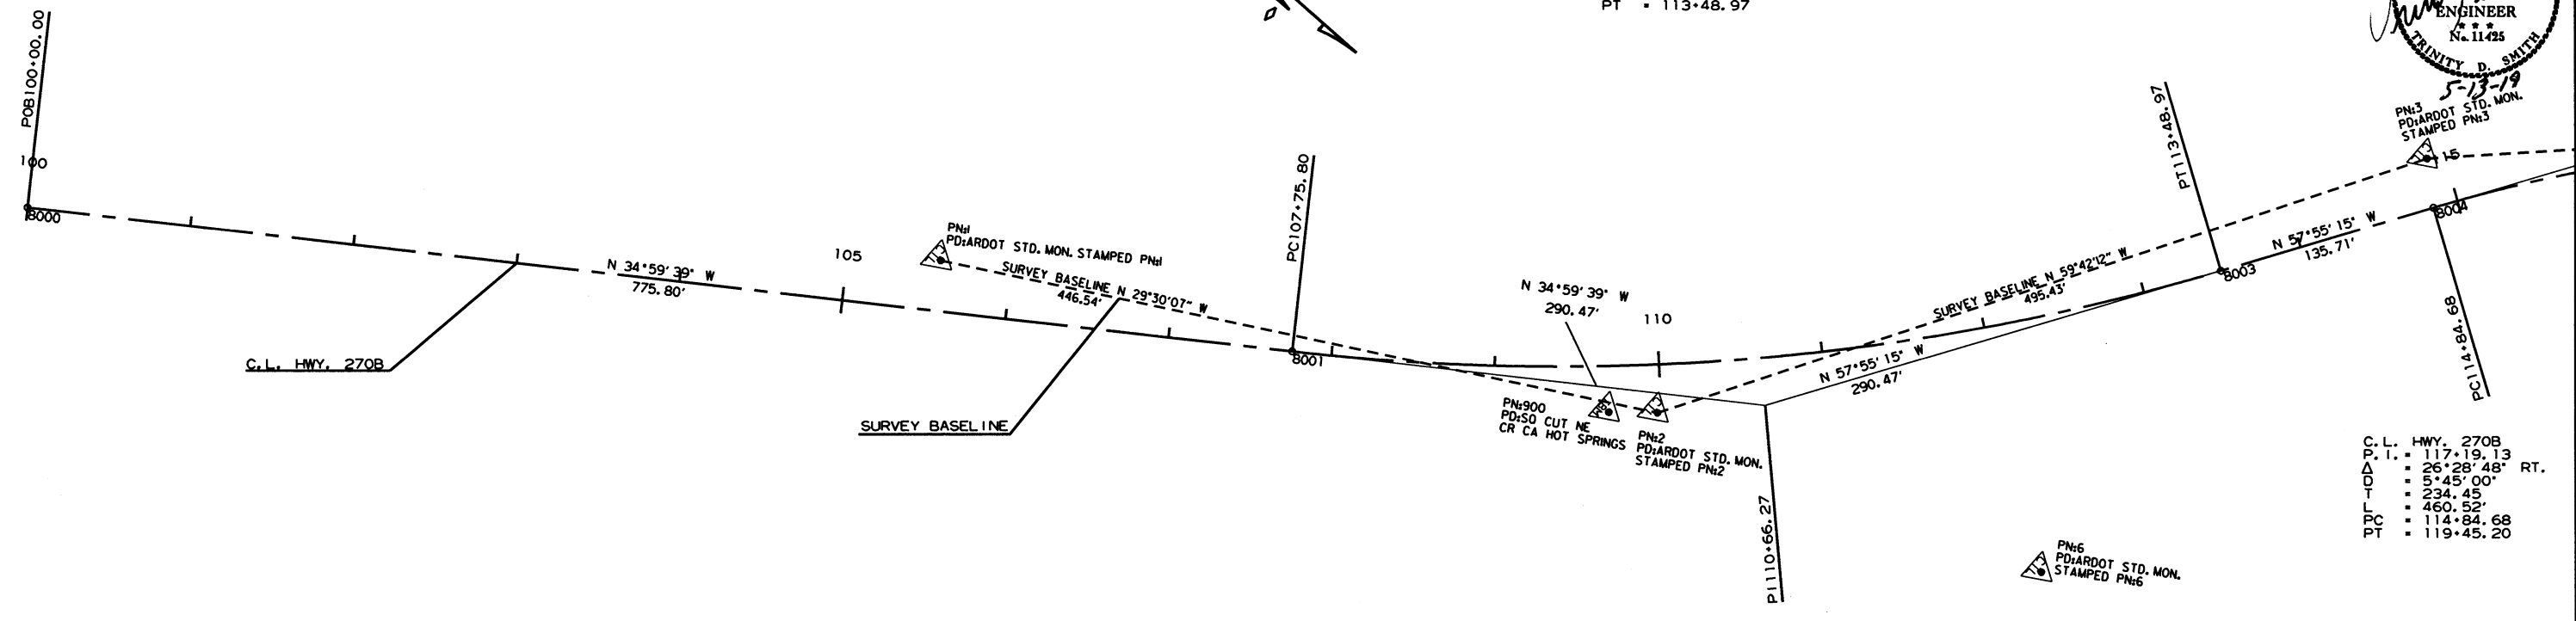 PT = 113+48.97
ENGINEER
* * *
No. 11425
TRINITY D. SMITH
5-13-19
POB100+00.00
100
8000
C.L. HWY. 270B
N 34°59'39" W
775.80'
105
PN:1
PD:ARDOT STD. MON. STAMPED PN:1
SURVEY BASELINE N 29°30'07" W
446.54'
SURVEY BASELINE
PC107+75.80
8001
N 34°59'39" W
290.47'
110
PN:900
PD:SQ CUT NE
CR CA HOT SPRINGS
PN:2
PD:ARDOT STD. MON.
STAMPED PN:2
PI110+66.27
N 57°55'15" W
290.47'
SURVEY BASELINE N 59°42'12" W
495.43'
PT113+48.97
8003
N 57°55'15" W
135.71'
PN:3
PD:ARDOT STD. MON.
STAMPED PN:3
15
8004
PC114+84.68
PN:6
PD:ARDOT STD. MON.
STAMPED PN:6
C.L. HWY. 270B
P.I. = 117+19.13
Δ = 26°28'48" RT.
D = 5°45'00"
T = 234.45
L = 460.52'
PC = 114+84.68
PT = 119+45.20